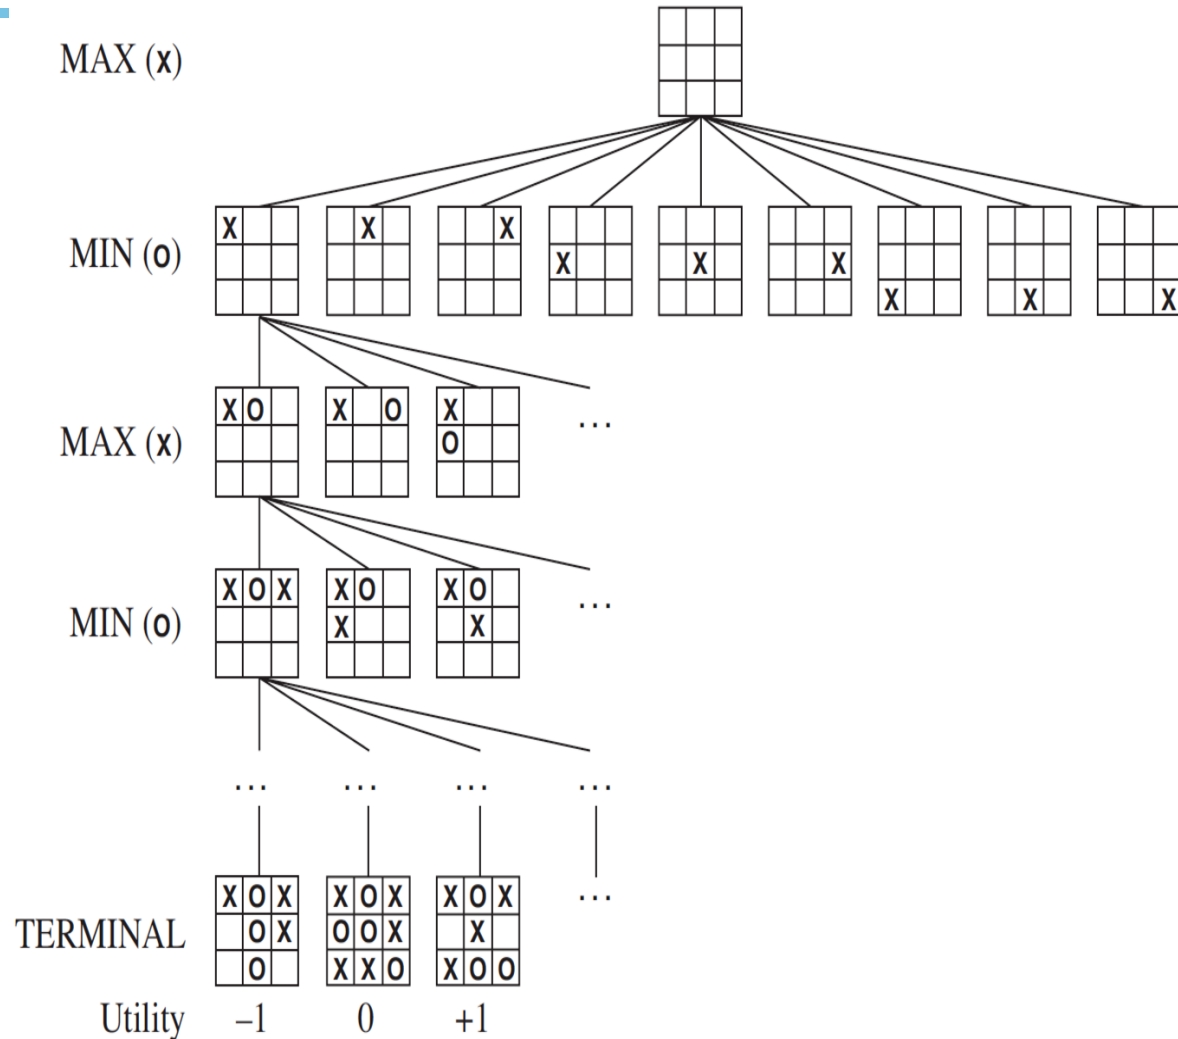 MAX (x)
MIN (o)
X X X
X X X
X X X
MAX (x)
X O X O X
O
...
MIN (o)
X O X X O X O
X X
...
... ... ... ...
TERMINAL
X O X X O X X O X
O X O O X X
O X X O X O O
...
Utility –1 0 +1